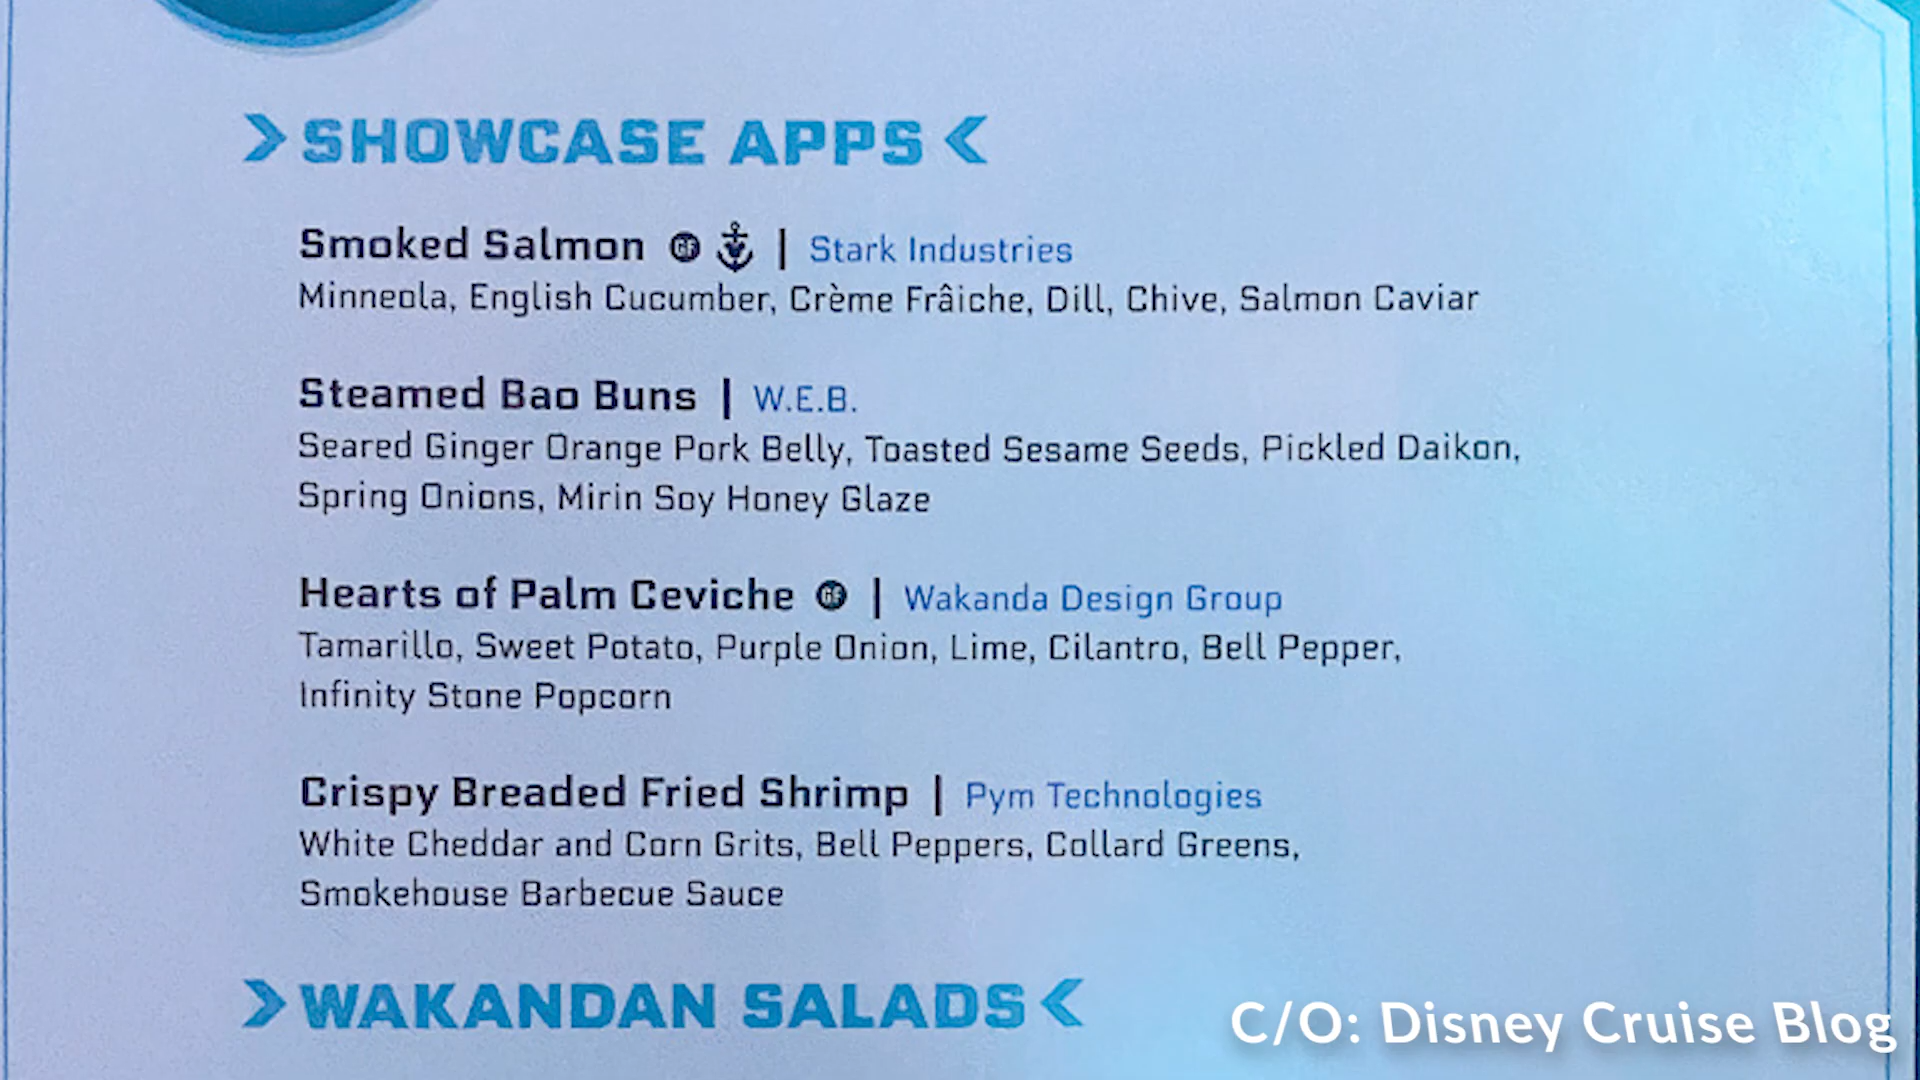 SHOWCASE APPS
Smoked Salmon GF | Stark Industries
Minneola, English Cucumber, Crème Frâiche, Dill, Chive, Salmon Caviar
Steamed Bao Buns | W.E.B.
Seared Ginger Orange Pork Belly, Toasted Sesame Seeds, Pickled Daikon,
Spring Onions, Mirin Soy Honey Glaze
Hearts of Palm Ceviche GF | Wakanda Design Group
Tamarillo, Sweet Potato, Purple Onion, Lime, Cilantro, Bell Pepper,
Infinity Stone Popcorn
Crispy Breaded Fried Shrimp | Pym Technologies
White Cheddar and Corn Grits, Bell Peppers, Collard Greens,
Smokehouse Barbecue Sauce
WAKANDAN SALADS
C/O: Disney Cruise Blog